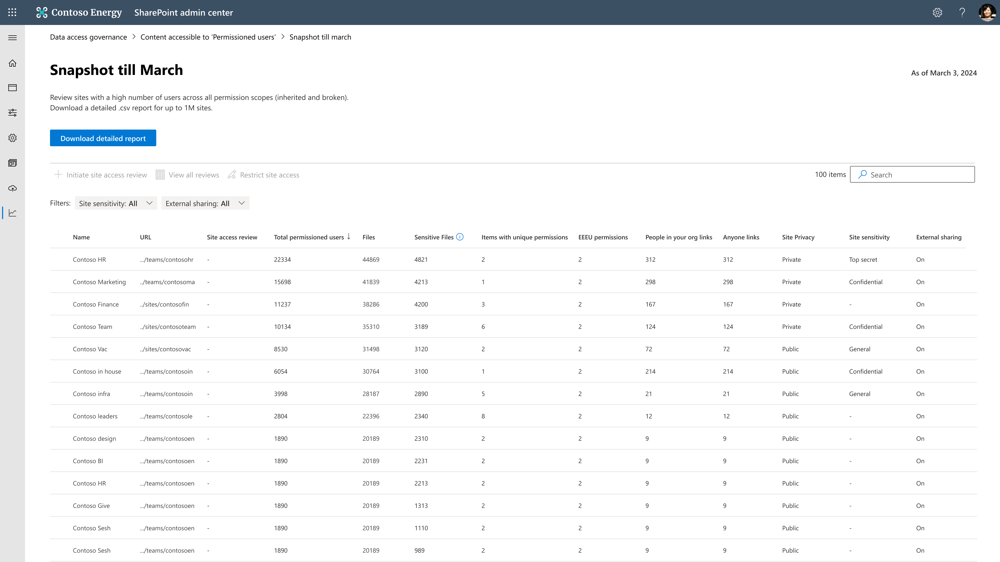 Contoso Energy SharePoint admin center
Data access governance > Content accessible to ‘Permissioned users’ > Snapshot till march
Snapshot till March
As of March 3, 2024
Review sites with a high number of users across all permission scopes (inherited and broken).
Download a detailed .csv report for up to 1M sites.
Download detailed report
Initiate site access review View all reviews Restrict site access 100 items Search
Filters: Site sensitivity: All External sharing: All
Name URL Site access review Total permissioned users ↓ Files Sensitive Files Items with unique permissions EEEU permissions People in your org links Anyone links Site Privacy Site sensitivity External sharing
Contoso HR .../teams/contosohr - 22334 44869 4821 2 2 312 312 Private Top secret On
Contoso Marketing ../teams/contosoma - 15698 41839 4213 1 2 298 298 Private Confidential On
Contoso Finance ../sites/contosofin - 11237 38286 4200 3 2 167 167 Private - On
Contoso Team ../sites/contosoteam - 10134 35310 3189 6 2 124 124 Private Confidential On
Contoso Vac ../sites/contosovac - 8530 31498 3120 2 2 72 72 Public General On
Contoso in house .../teams/contosoin - 6054 30764 3100 1 2 214 214 Public Confidential On
Contoso infra .../teams/contosoin - 3998 28187 2890 5 2 21 21 Public General On
Contoso leaders .../teams/contosole - 2804 22396 2340 8 2 12 12 Public - On
Contoso design .../teams/contosoen - 1890 20189 2310 2 2 9 9 Public - On
Contoso BI .../teams/contosoen - 1890 20189 2231 2 2 9 9 Public - On
Contoso HR .../teams/contosoen - 1890 20189 2213 2 2 9 9 Public - On
Contoso Give .../teams/contosoen - 1890 20189 1313 2 2 9 9 Public - On
Contoso Sesh .../teams/contosoen - 1890 20189 1110 2 2 9 9 Public - On
Contoso Sesh .../teams/contosoen - 1890 20189 989 2 2 9 9 Public - On